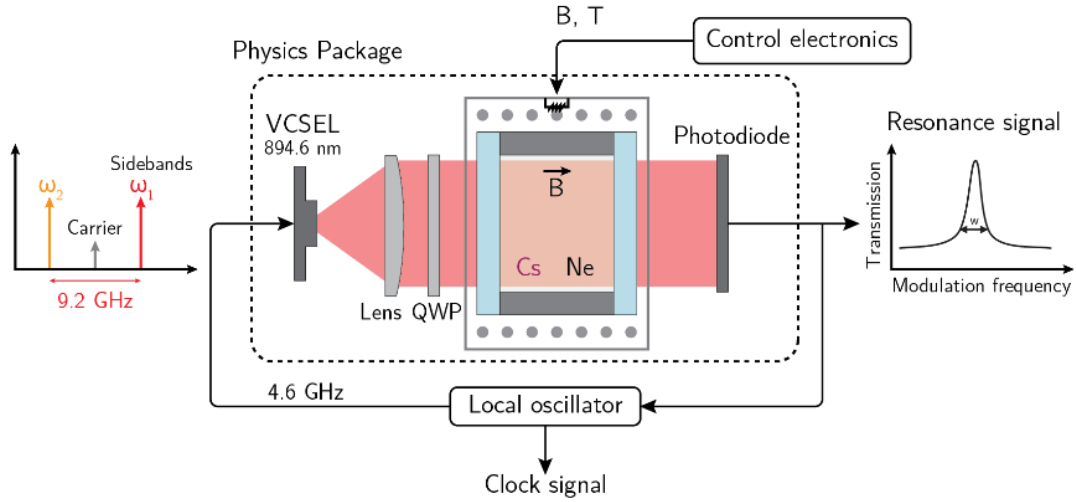 B, T
Control electronics
Physics Package
VCSEL
894.6 nm
Photodiode
Resonance signal
Sidebands
ω2
ω1
Carrier
9.2 GHz
B
Cs
Ne
Lens
QWP
Transmission
w
Modulation frequency
4.6 GHz
Local oscillator
Clock signal